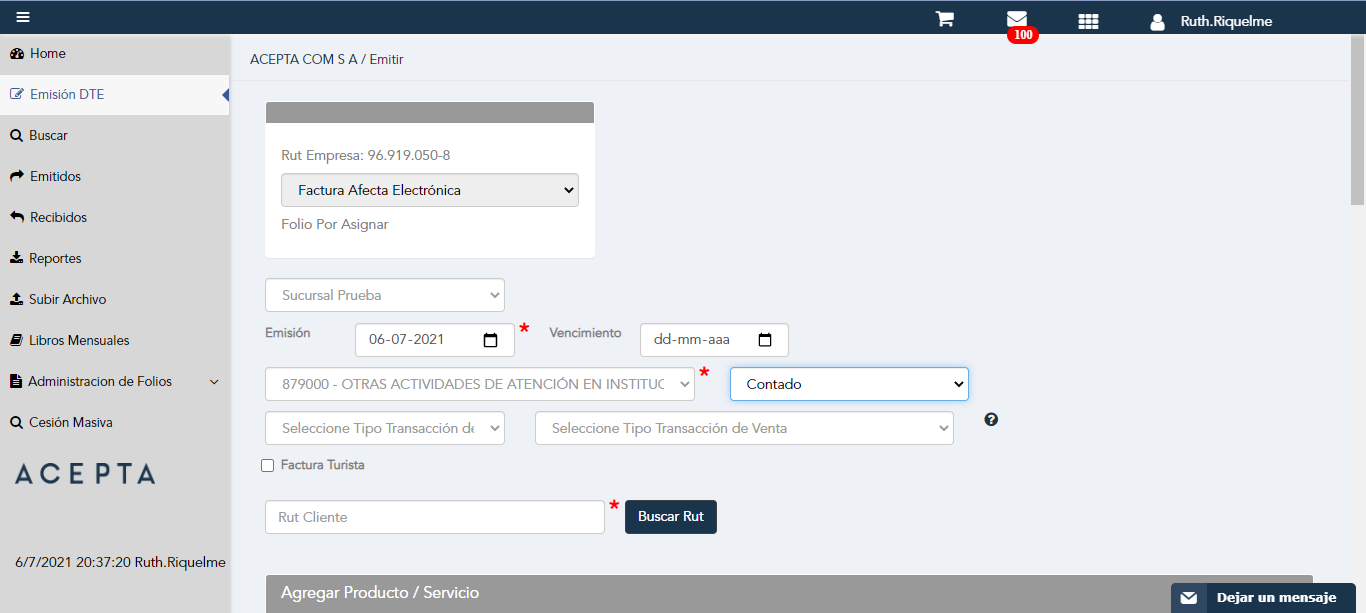 Ruth.Riquelme
100
Home
ACEPTA COM S A / Emitir
Emisión DTE
Buscar
Rut Empresa: 96.919.050-8
Emitidos
Factura Afecta Electrónica
Recibidos
Folio Por Asignar
Reportes
Subir Archivo
Sucursal Prueba
Libros Mensuales
Emisión
06-07-2021
*
Vencimiento
dd-mm-aaa
Administracion de Folios
879000 - OTRAS ACTIVIDADES DE ATENCIÓN EN INSTITUC
*
Contado
Cesión Masiva
Seleccione Tipo Transacción de
Seleccione Tipo Transacción de Venta
?
Factura Turista
ACEPTA
Rut Cliente
*
Buscar Rut
6/7/2021 20:37:20 Ruth.Riquelme
Agregar Producto / Servicio
Dejar un mensaje